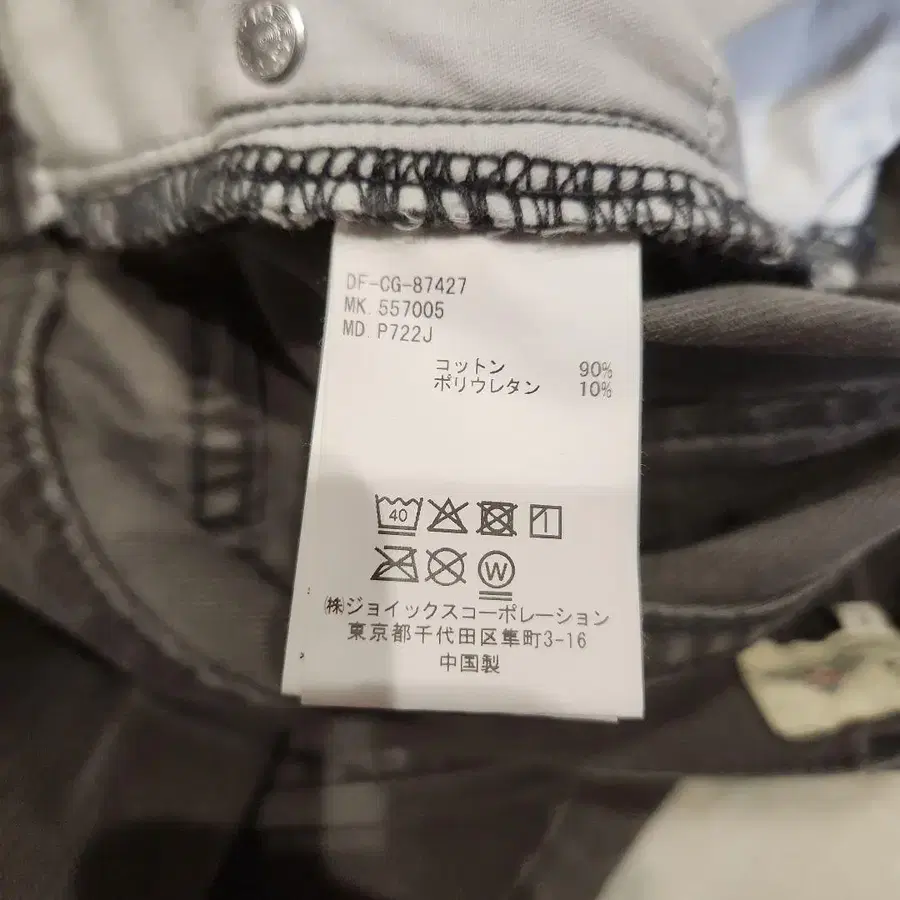 DF-CG-87427
MK. 557005
MD. P722J
コットン 90%
ポリウレタン 10%
40
W
㈱ジョイックスコーポレーション
東京都千代田区隼町3-16
中国製